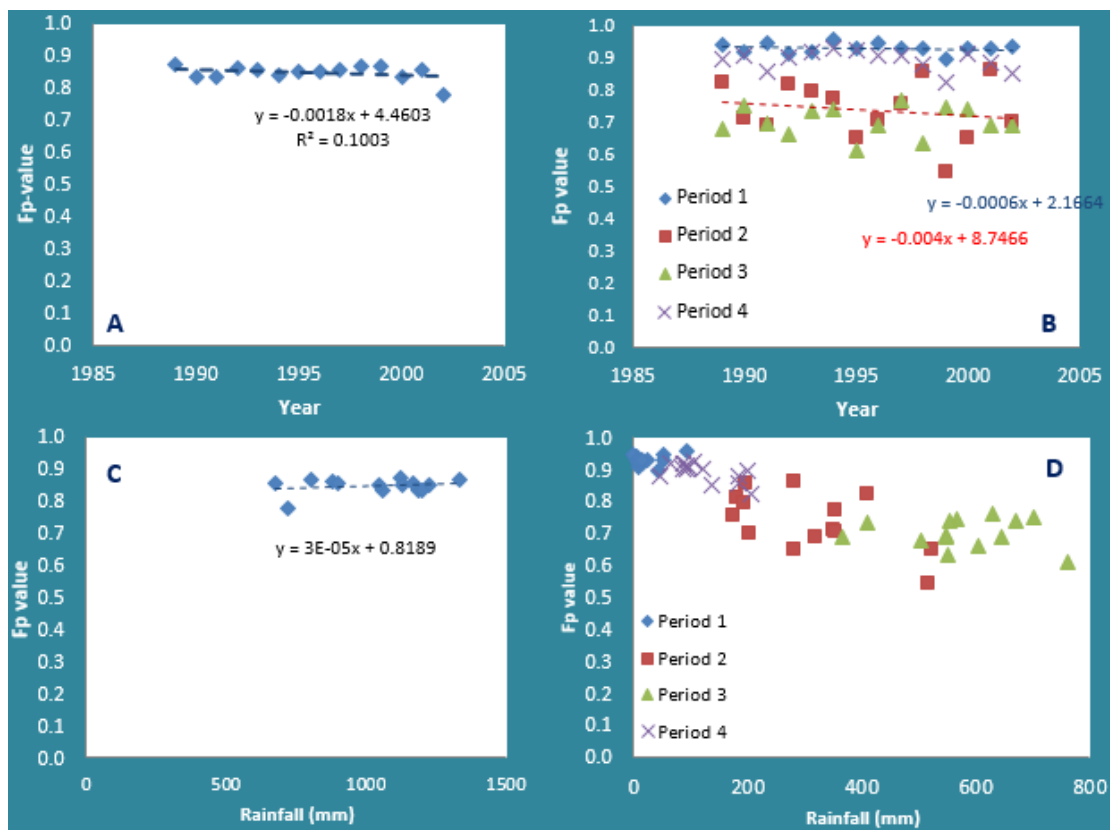 1.0
0.9
0.8
0.7
0.6
0.5
0.4
0.3
0.2
0.1
0.0
Fp-value
y = -0.0018x + 4.4603
R² = 0.1003
A
1985 1990 1995 2000 2005
Year
1.0
0.9
0.8
0.7
0.6
0.5
0.4
0.3
0.2
0.1
0.0
Fp value
Period 1
Period 2
Period 3
Period 4
y = -0.0006x + 2.1664
y = -0.004x + 8.7466
B
1985 1990 1995 2000 2005
Year
1.0
0.9
0.8
0.7
0.6
0.5
0.4
0.3
0.2
0.1
0.0
Fp value
C
y = 3E-05x + 0.8189
0 500 1000 1500
Rainfall (mm)
1.0
0.9
0.8
0.7
0.6
0.5
0.4
0.3
0.2
0.1
0.0
Fp value
D
Period 1
Period 2
Period 3
Period 4
0 200 400 600 800
Rainfall (mm)